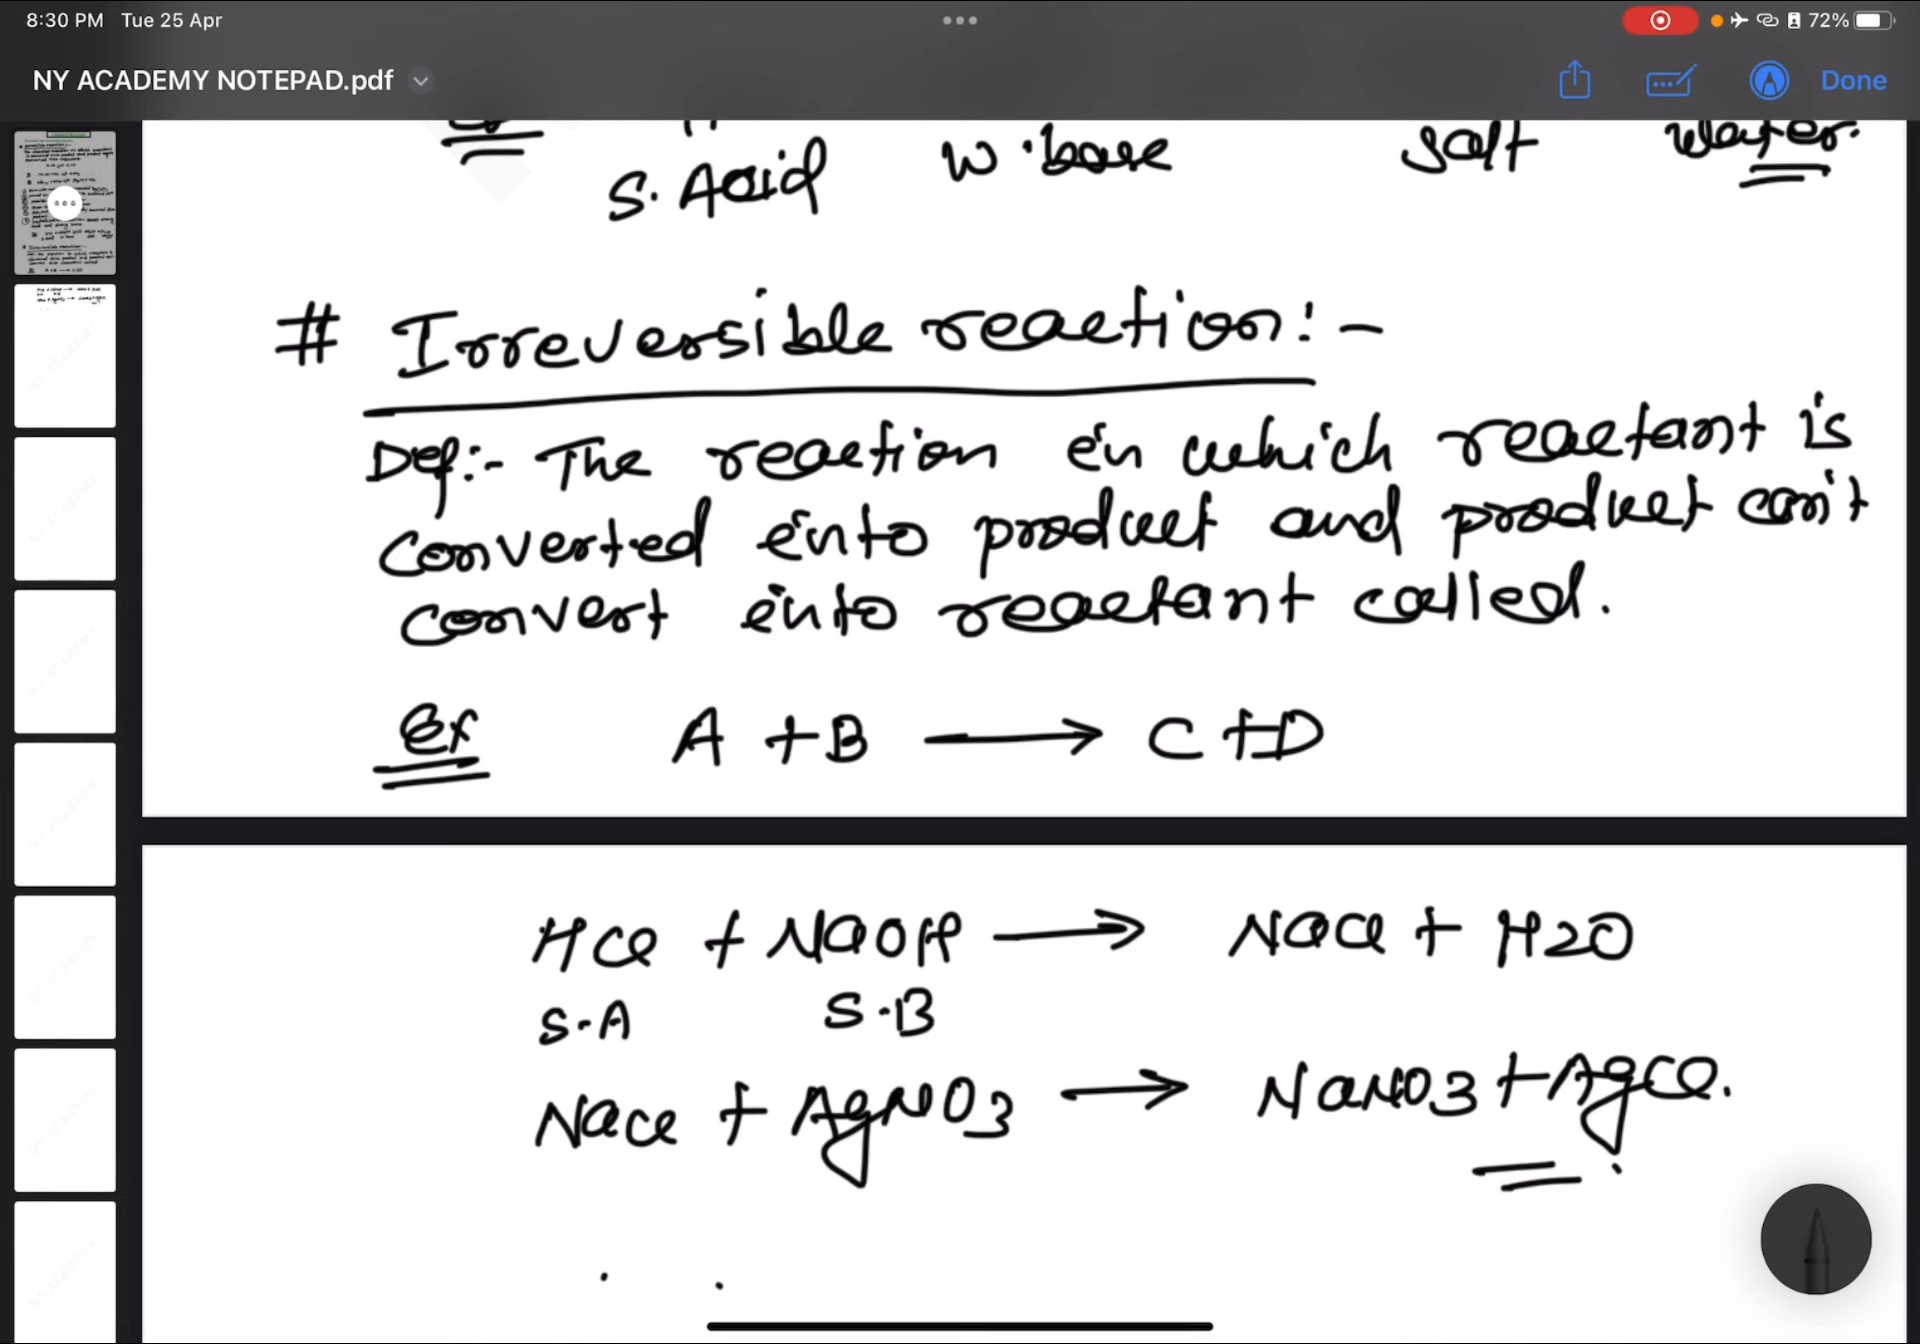 8:30 PM Tue 25 Apr
72%
NY ACADEMY NOTEPAD.pdf
Done
S. Acid w. base salt water.
# Irreversible reaction:-
Def:- The reaction in which reactant is
converted into product and product can't
convert into reactant called.
Ex A + B ⟶ C + D
HCl + NaOH ⟶ NaCl + H2O
S.A S.B
NaCl + AgNO3 ⟶ NaNO3 + AgCl.